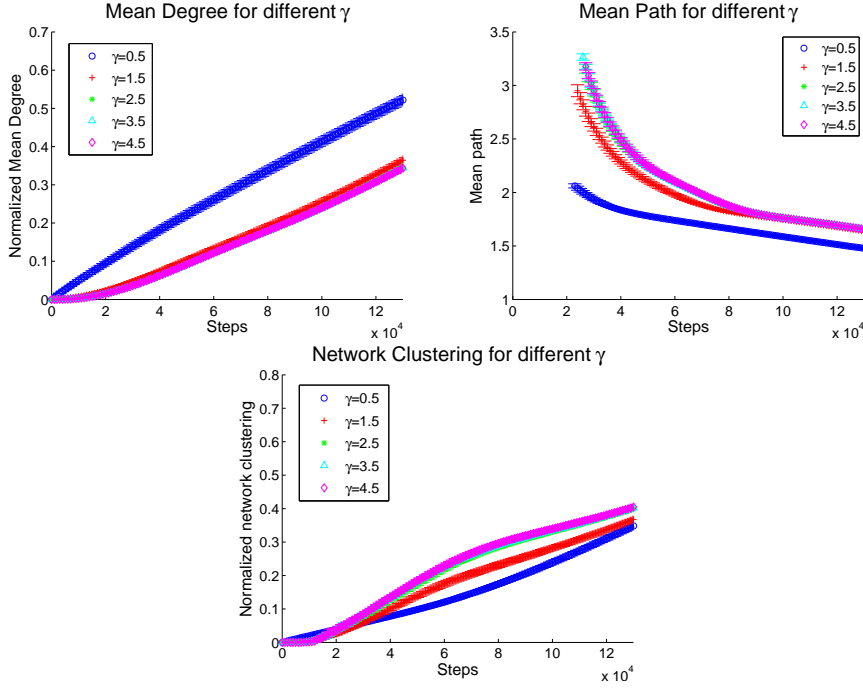 Mean Degree for different γ
Normalized Mean Degree
0.7
0.6
0.5
0.4
0.3
0.2
0.1
0
γ=0.5
γ=1.5
γ=2.5
γ=3.5
γ=4.5
0 2 4 6 8 10 12
x 10^4
Steps
Mean Path for different γ
Mean path
3.5
3
2.5
2
1.5
1
γ=0.5
γ=1.5
γ=2.5
γ=3.5
γ=4.5
0 2 4 6 8 10 12
x 10^4
Steps
Network Clustering for different γ
Normalized network clustering
0.8
0.7
0.6
0.5
0.4
0.3
0.2
0.1
0
γ=0.5
γ=1.5
γ=2.5
γ=3.5
γ=4.5
0 2 4 6 8 10 12
x 10^4
Steps